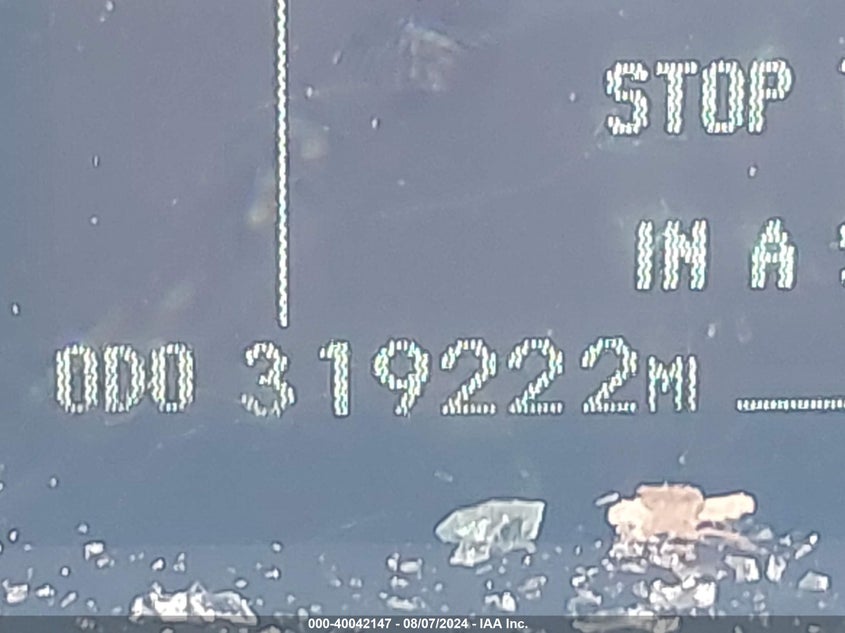 STOP
IN A
ODO 319222MI
000-40042147 - 08/07/2024 - IAA Inc.